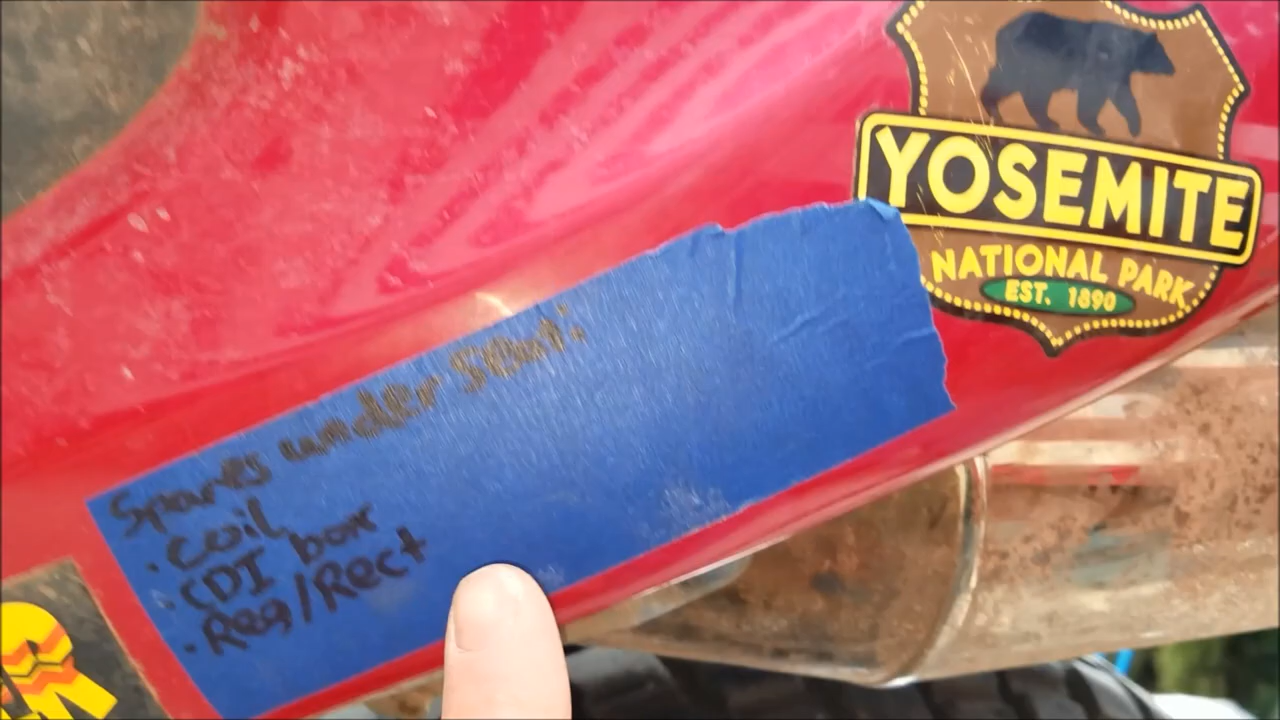 YOSEMITE
NATIONAL PARK
EST. 1890
Spares under Seat:
. Coil
. CDI box
. Reg/Rect